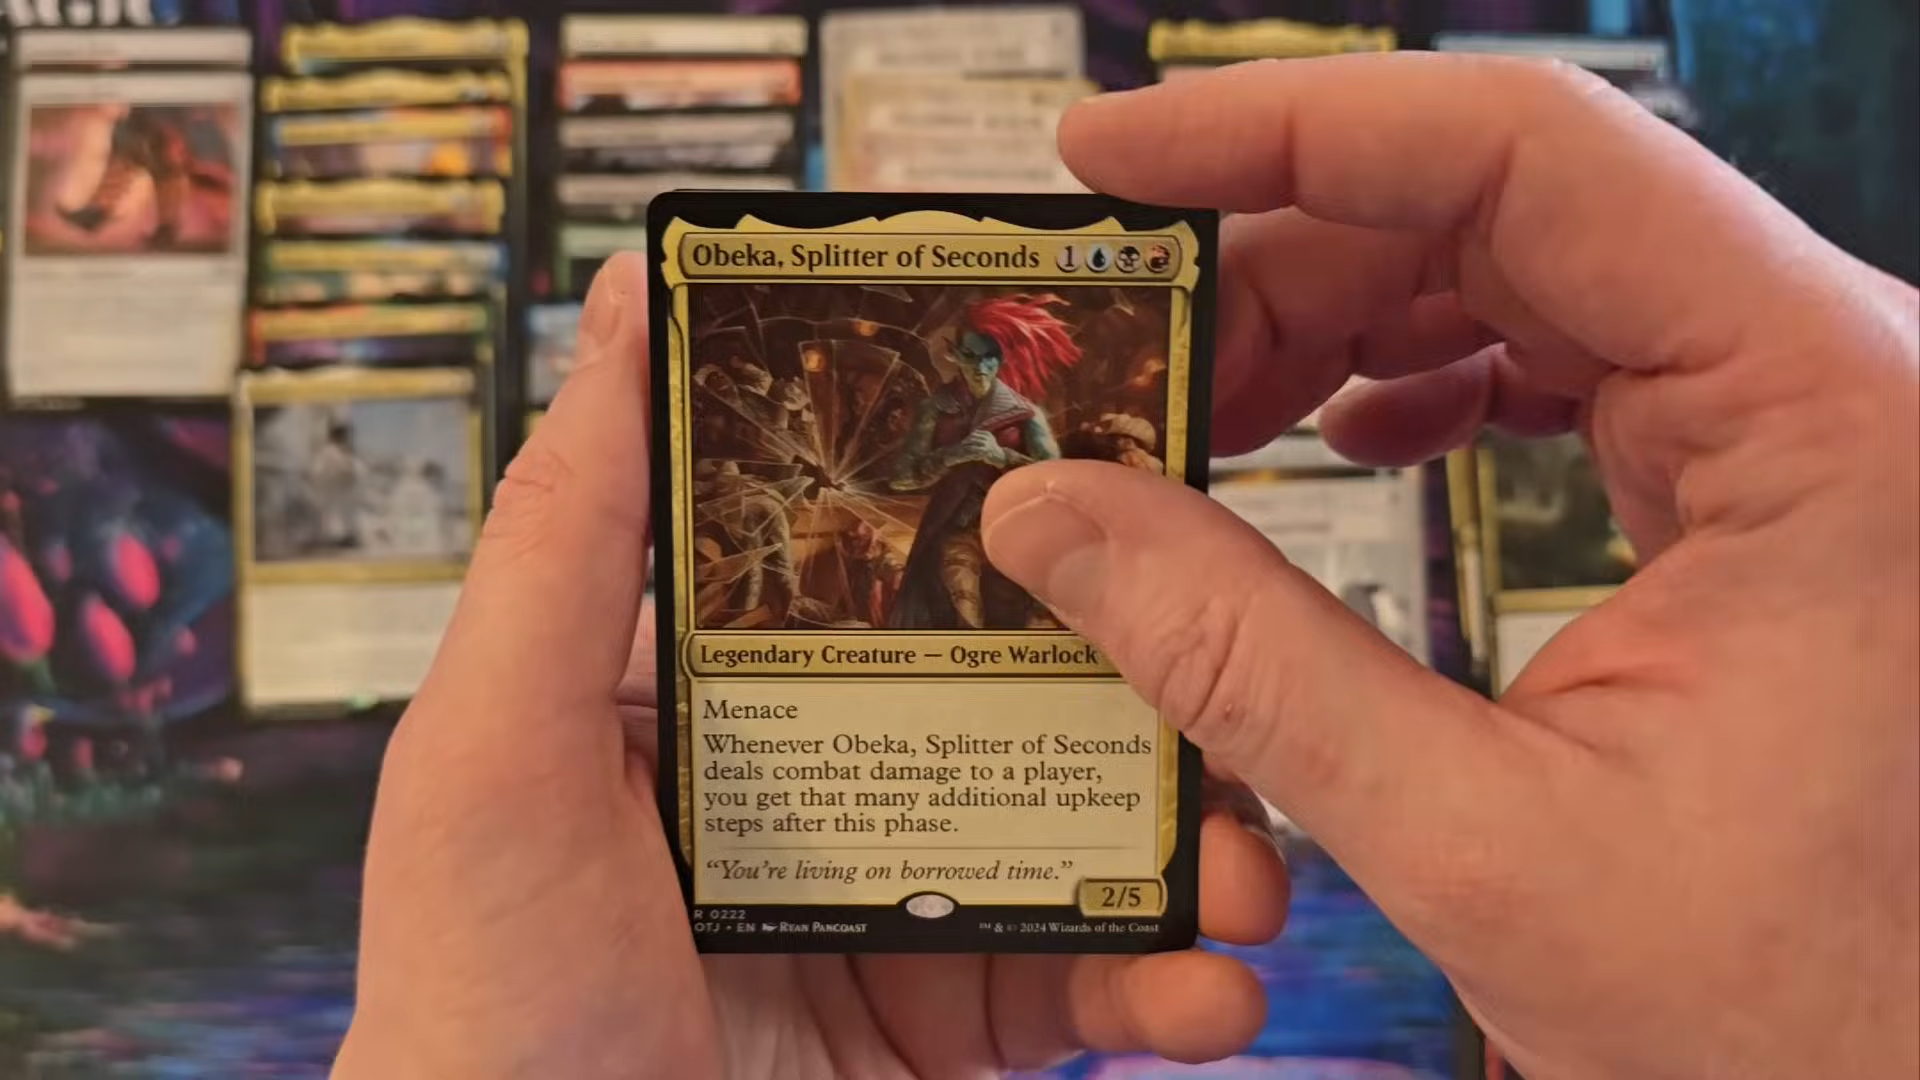 Obeka, Splitter of Seconds 1
Legendary Creature — Ogre Warlock
Menace
Whenever Obeka, Splitter of Seconds
deals combat damage to a player,
you get that many additional upkeep
steps after this phase.
“You’re living on borrowed time.”
2/5
R 0222
OTJ • EN RYAN PANCOAST
™ & © 2024 Wizards of the Coast